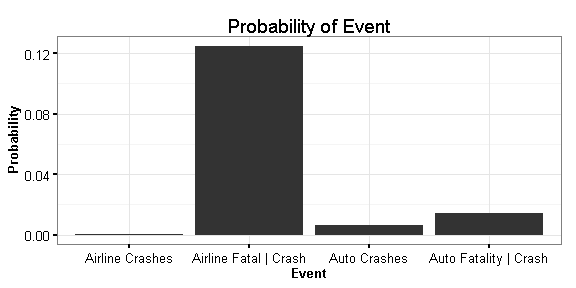 Probability of Event
Probability
0.12
0.08
0.04
0.00
Airline Crashes
Airline Fatal | Crash
Auto Crashes
Auto Fatality | Crash
Event